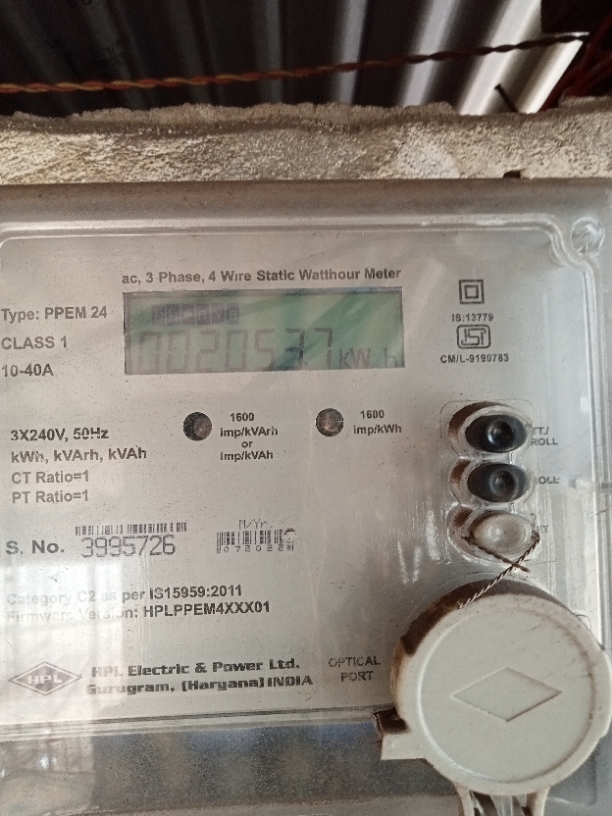 ac, 3 Phase, 4 Wire Static Watthour Meter
Type: PPEM 24
CLASS 1
10-40A
kW.h
IS:13779
CM/L-9190783
1600
imp/kVArh
or
imp/kVAh
1600
imp/kWh
3X240V, 50Hz
kWh, kVArh, kVAh
CT Ratio=1
PT Ratio=1
S. No. 3995726
M/Yr.
Category C2 as per IS15959:2011
Firmware Version: HPLPPEM4XXX01
HPL
HPL Electric & Power Ltd.
Gurugram, (Haryana) INDIA
OPTICAL
PORT